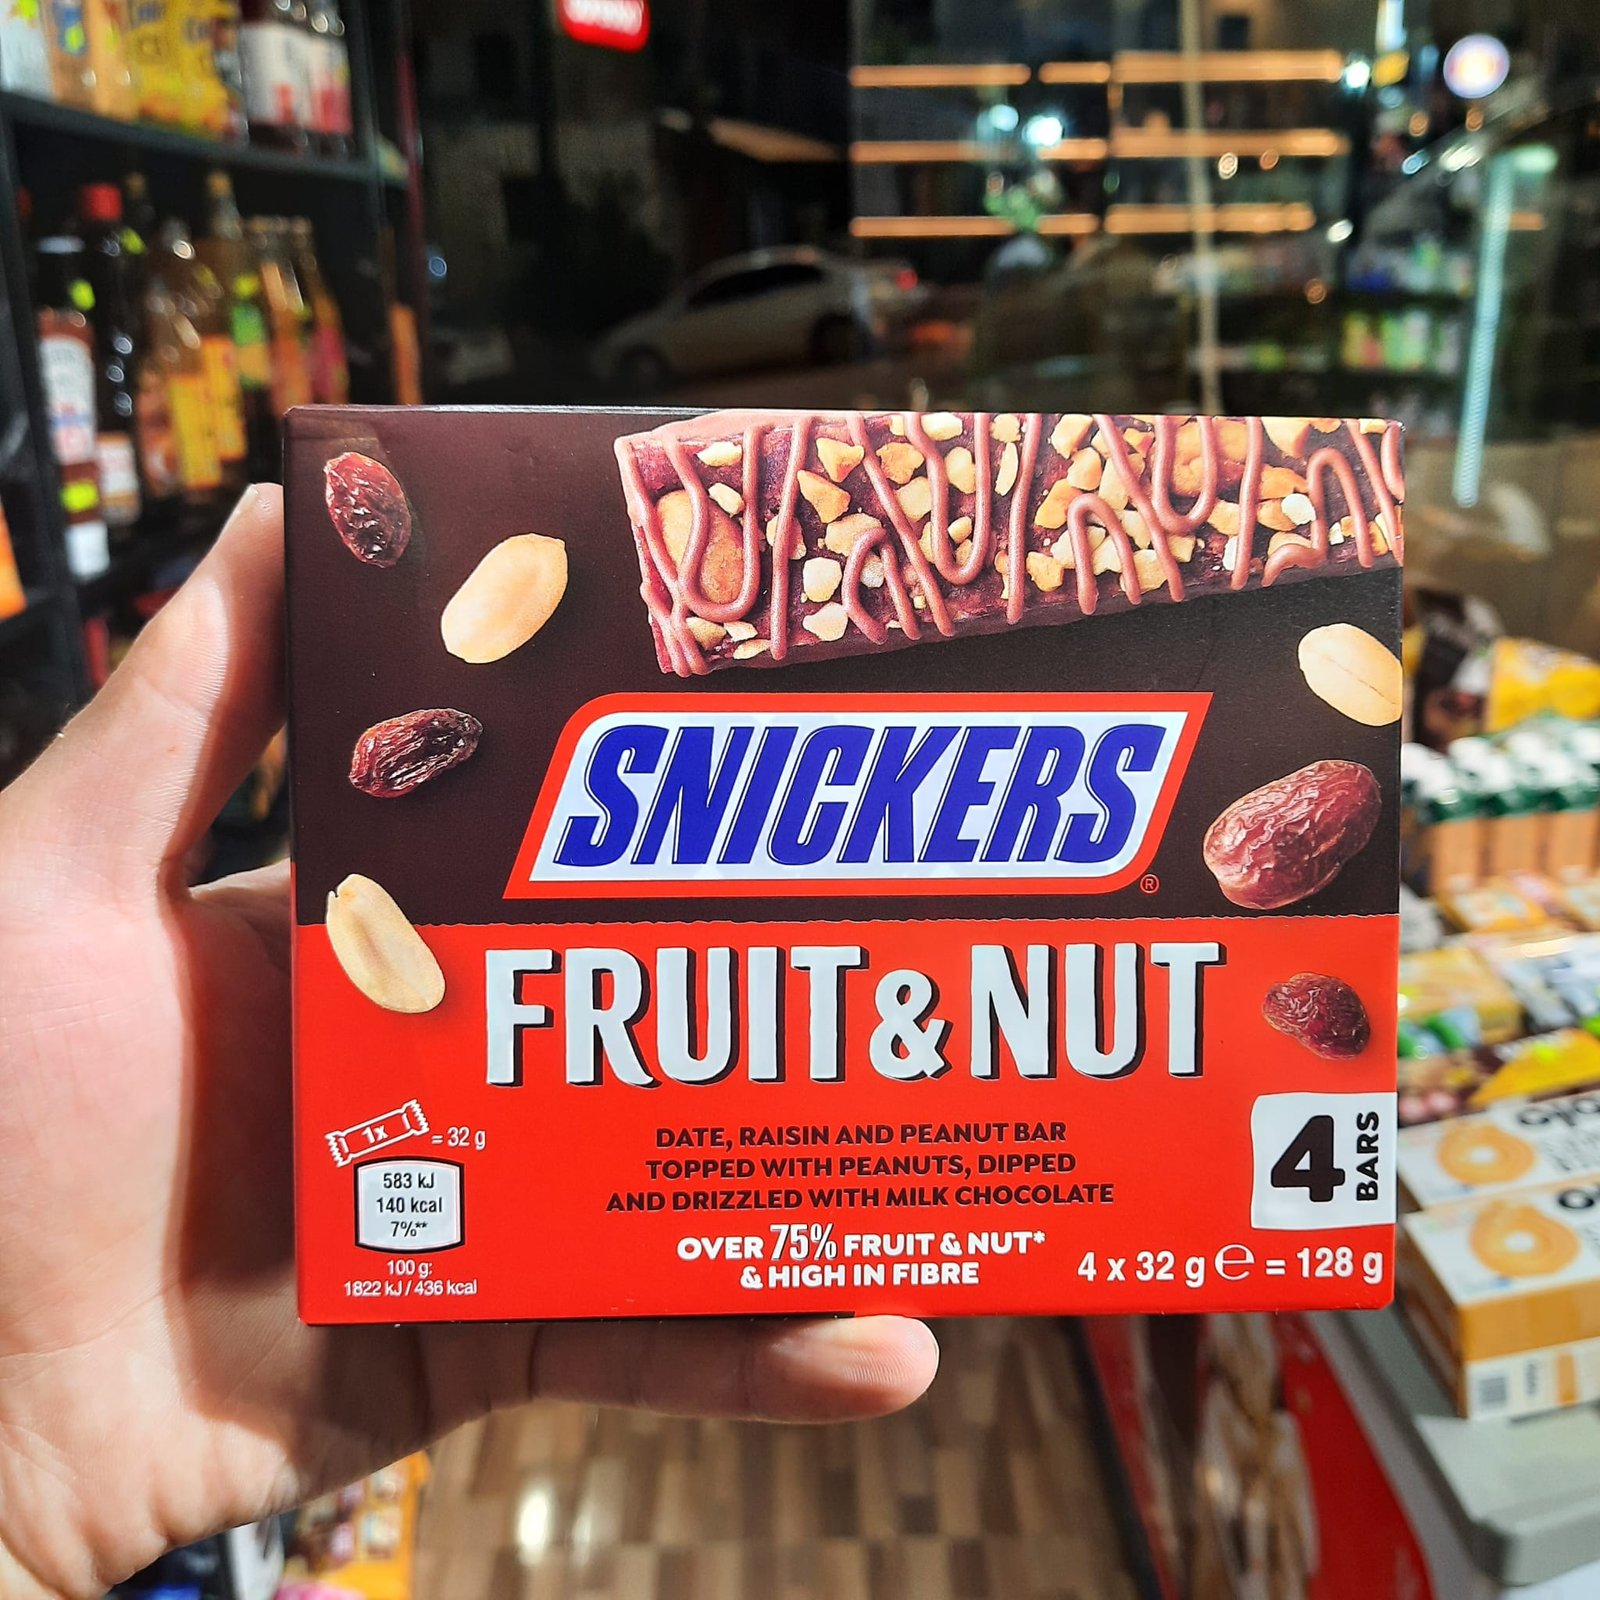 SNICKERS
®
FRUIT & NUT
1x = 32 g
583 kJ
140 kcal
7%**
100 g:
1822 kJ / 436 kcal
DATE, RAISIN AND PEANUT BAR
TOPPED WITH PEANUTS, DIPPED
AND DRIZZLED WITH MILK CHOCOLATE
OVER 75% FRUIT & NUT*
& HIGH IN FIBRE
4 BARS
4 x 32 g e = 128 g